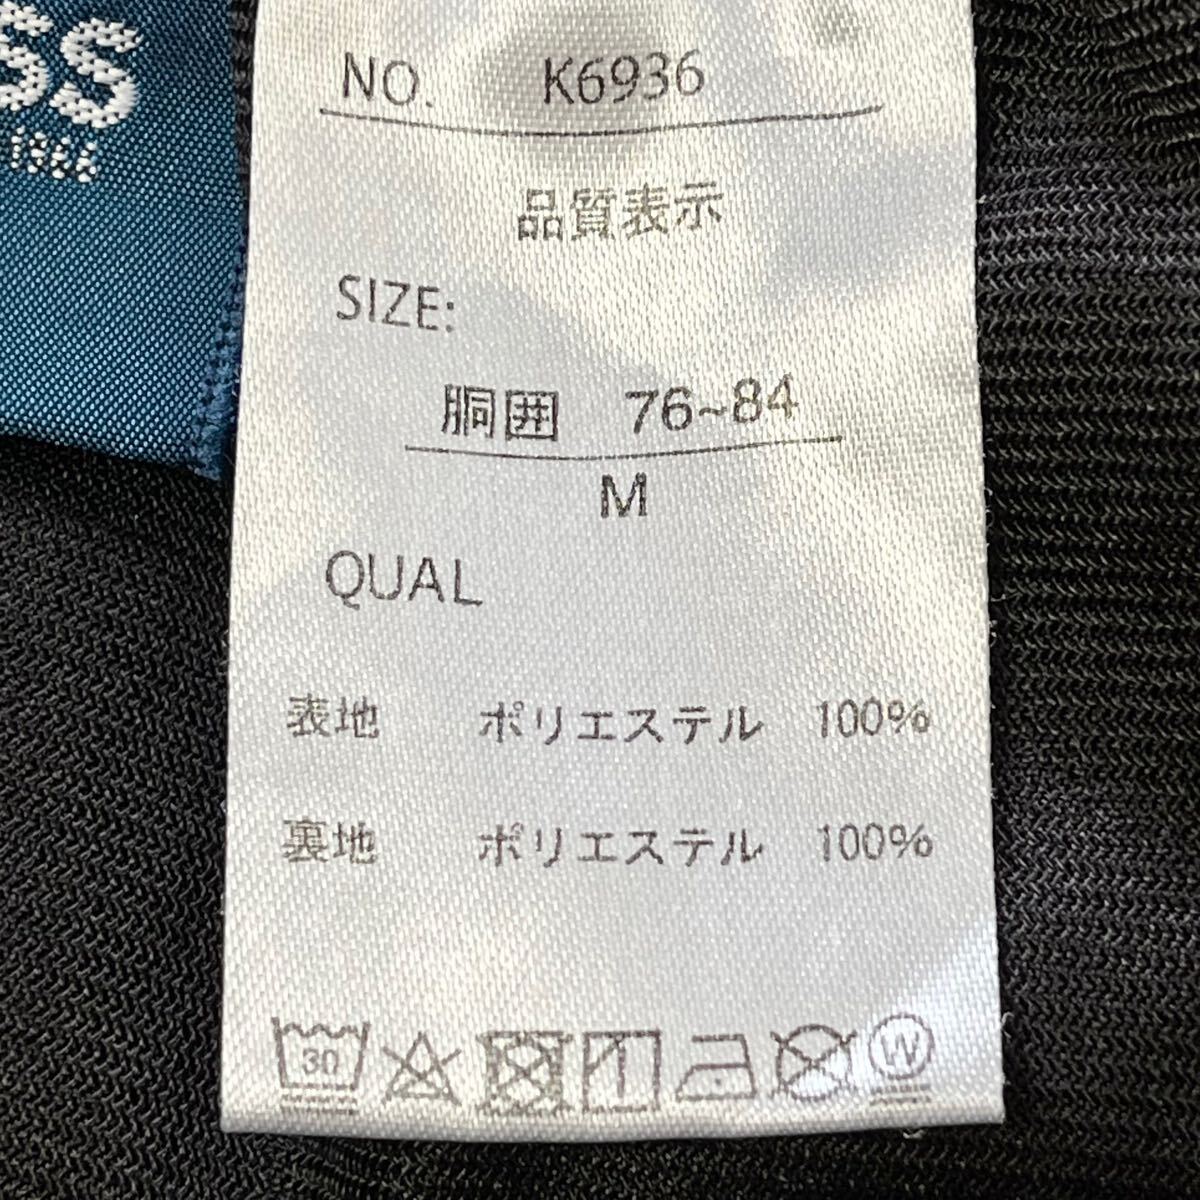 SS
1966
NO. K6936
品質表示
SIZE:
胴囲 76~84
M
QUAL
表地 ポリエステル 100%
裏地 ポリエステル 100%
30
W